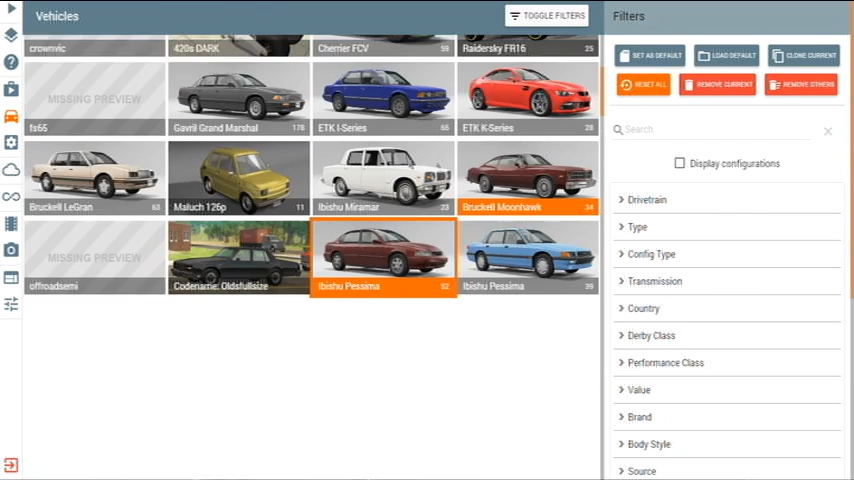 Vehicles
TOGGLE FILTERS
Filters
crownvic
420s DARK
Cherrier FCV 59
Raidersky FR16 25
SET AS DEFAULT
LOAD DEFAULT
CLONE CURRENT
RESET ALL
REMOVE CURRENT
REMOVE OTHERS
MISSING PREVIEW
fs65
Gavril Grand Marshal 178
ETK I-Series 65
ETK K-Series 28
Search
Display configurations
Bruckell LeGran 63
Maluch 126p 11
Ibishu Miramar 23
Bruckell Moonhawk 34
MISSING PREVIEW
offroadsemi
Codename: Oldsfullsize
Ibishu Pessima 52
Ibishu Pessima 39
Drivetrain
Type
Config Type
Transmission
Country
Derby Class
Performance Class
Value
Brand
Body Style
Source